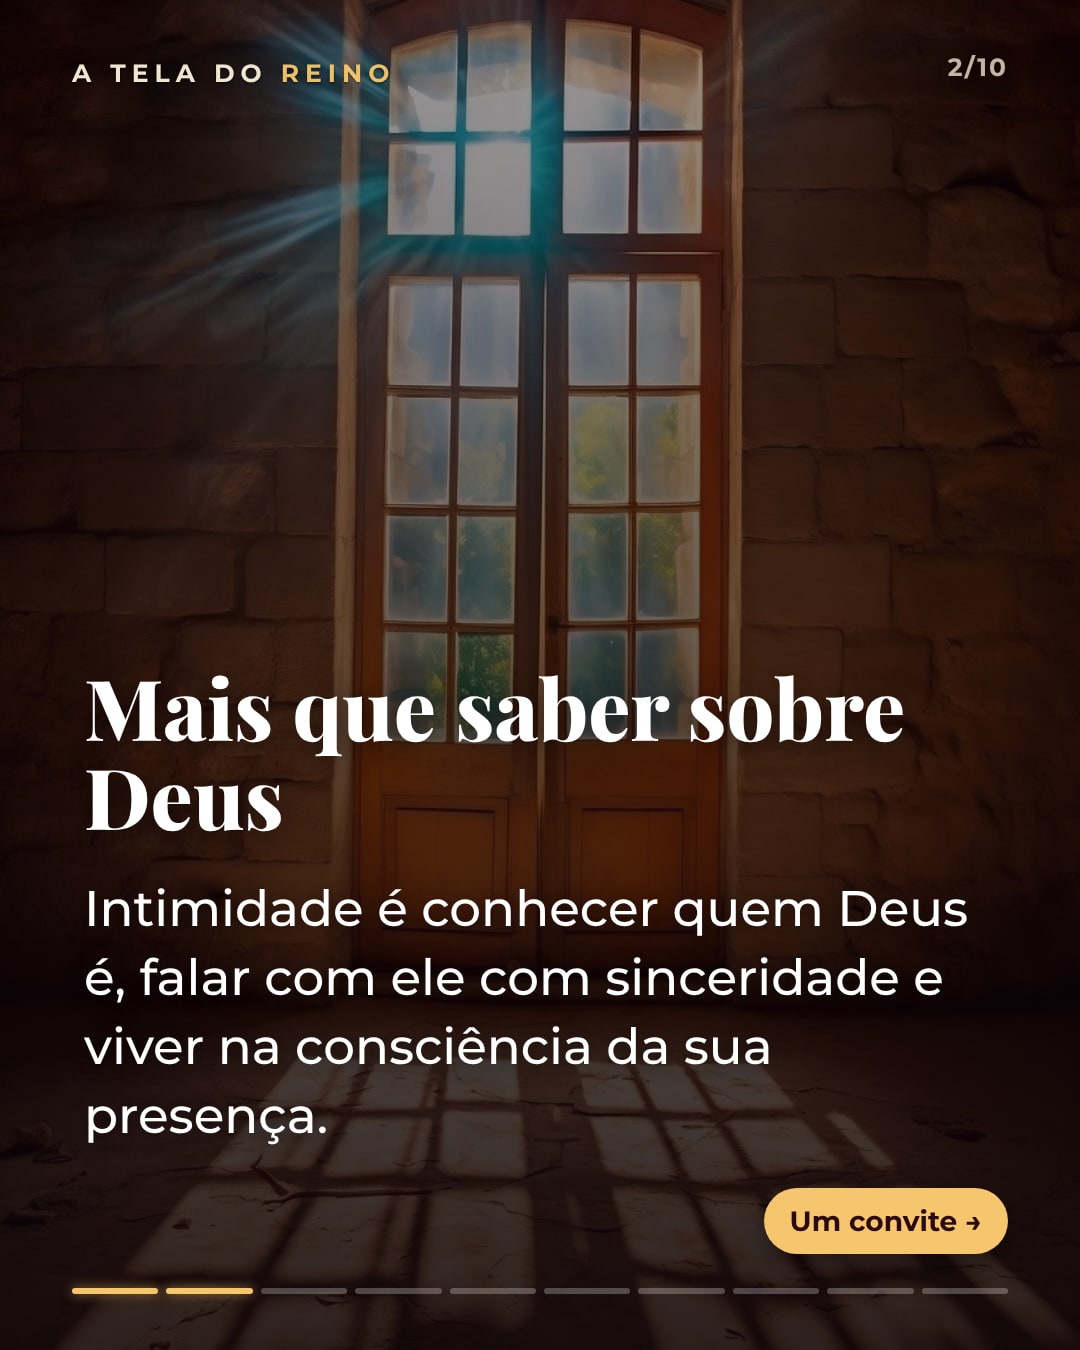 A TELA DO REINO
2/10
Mais que saber sobre
Deus
Intimidade é conhecer quem Deus
é, falar com ele com sinceridade e
viver na consciência da sua
presença.
Um convite →